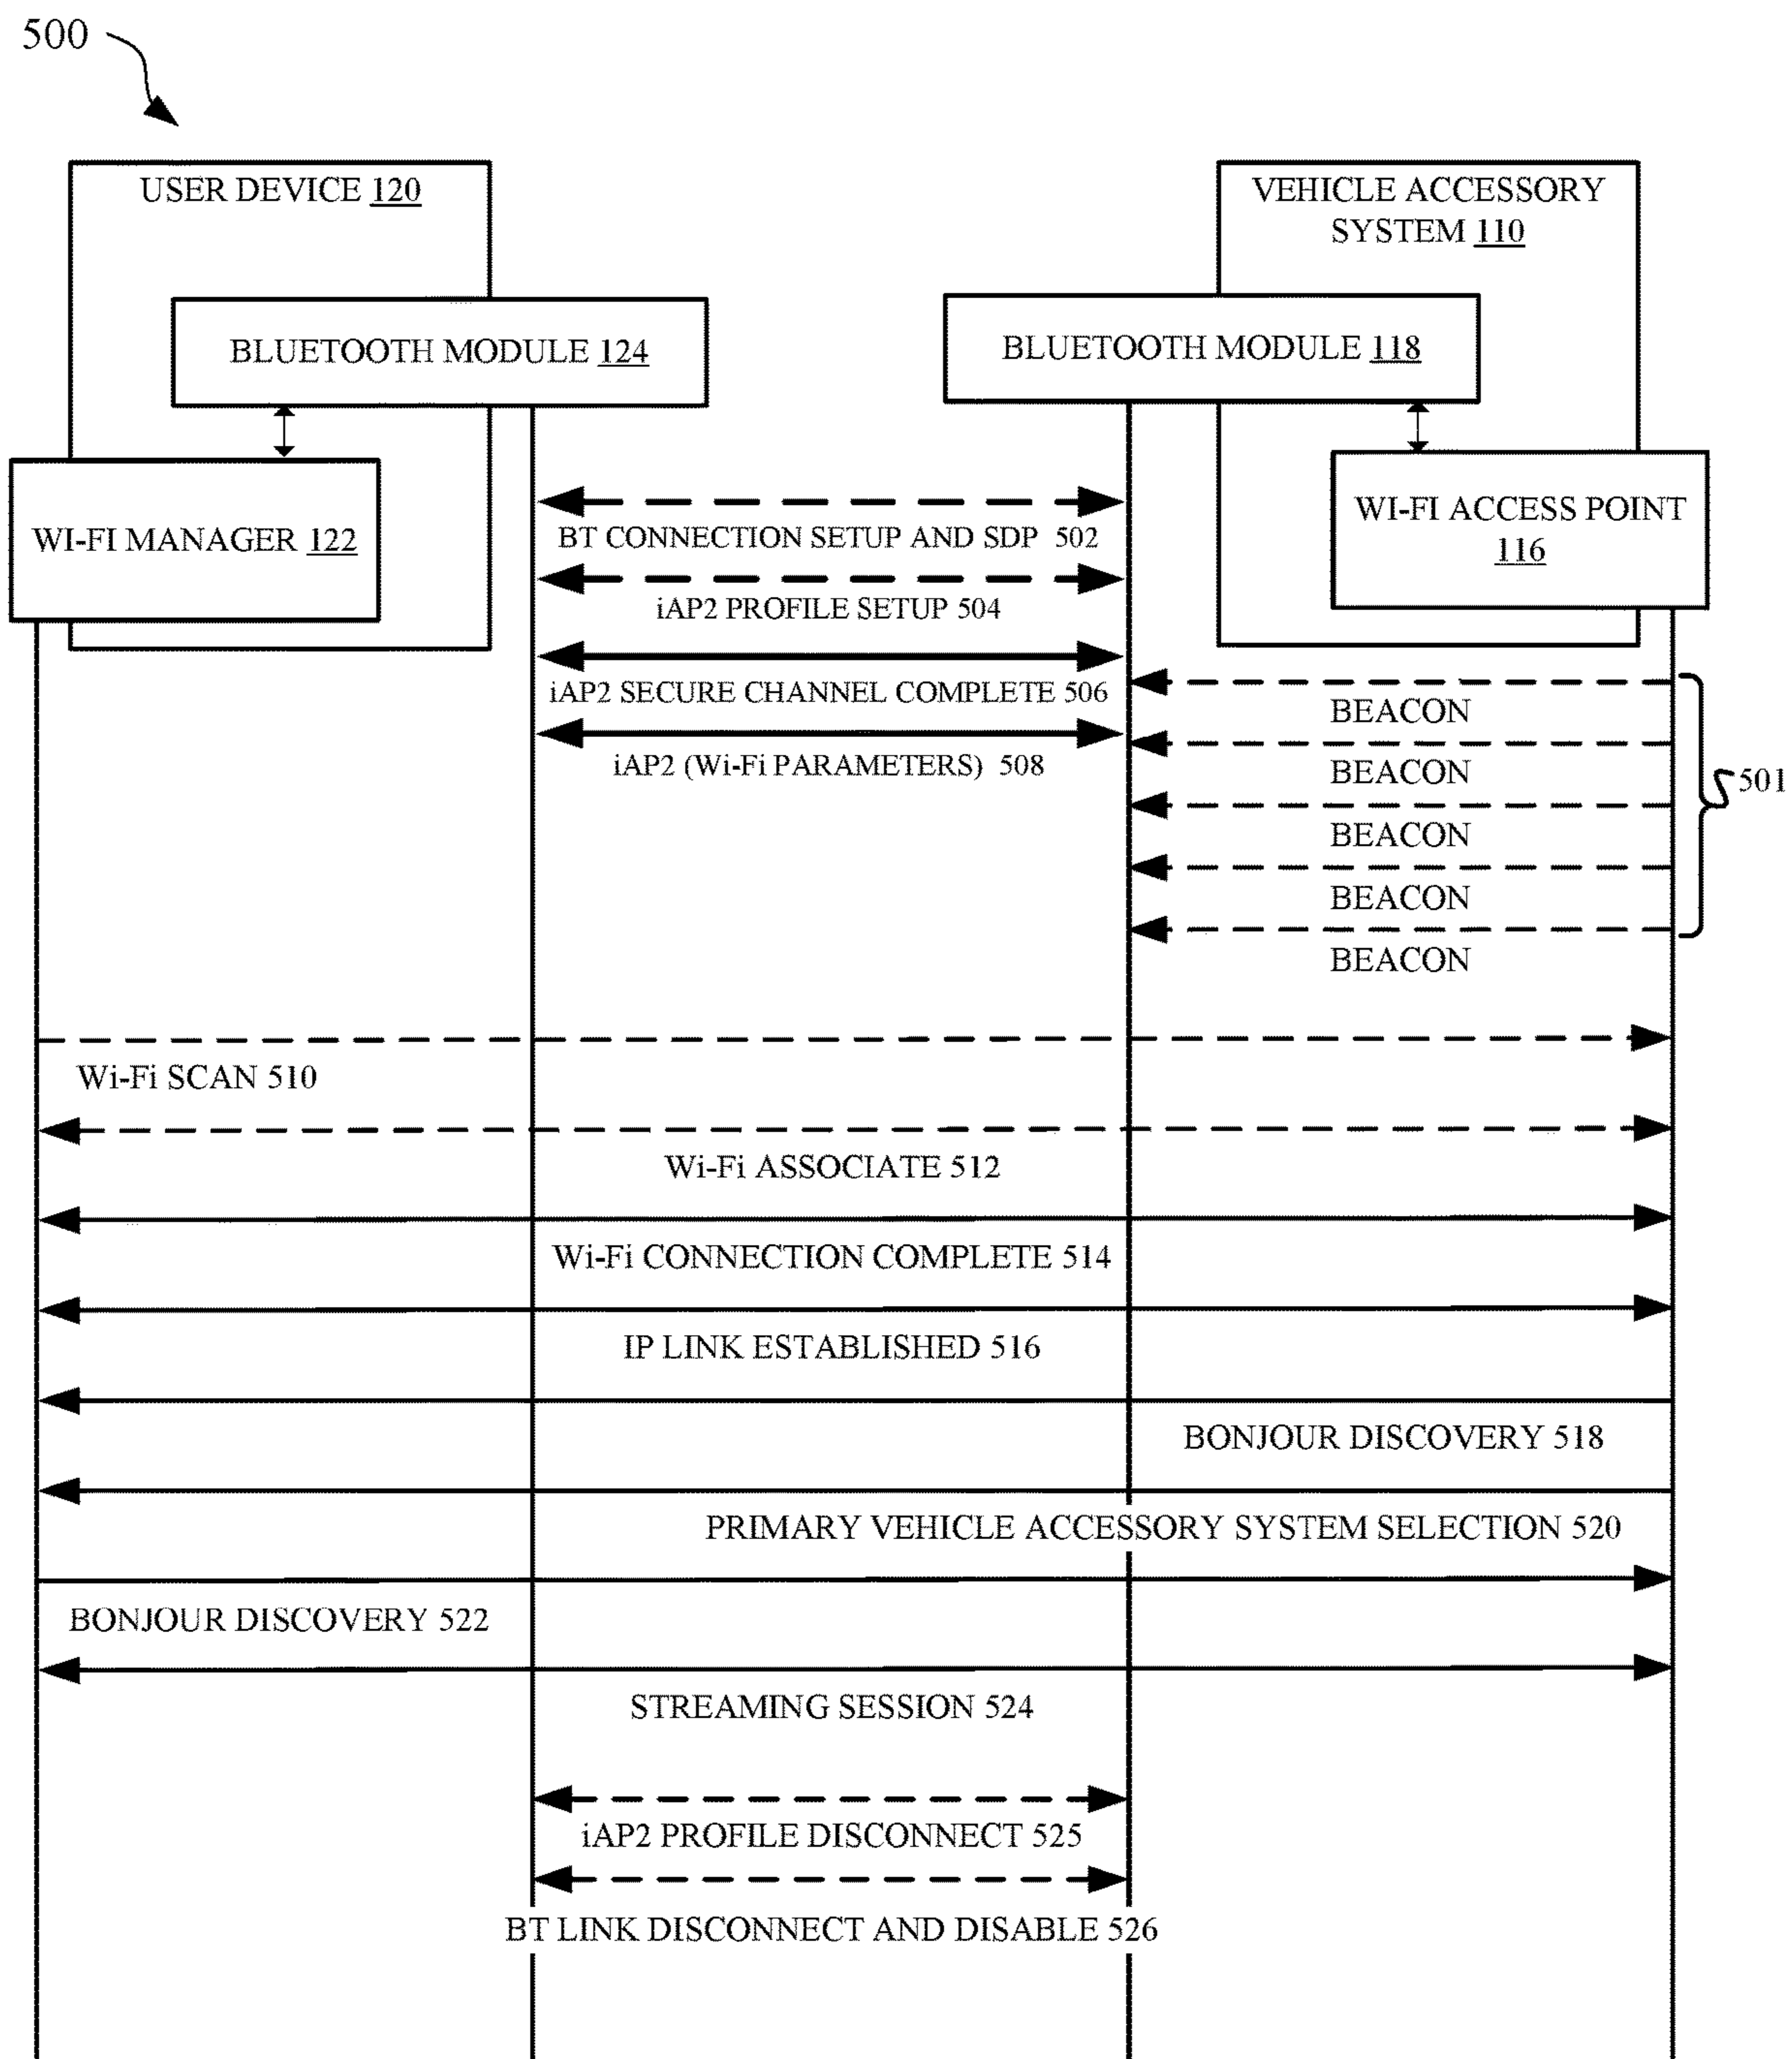 500
USER DEVICE 120
VEHICLE ACCESSORY
SYSTEM 110
BLUETOOTH MODULE 124
BLUETOOTH MODULE 118
WI-FI MANAGER 122
WI-FI ACCESS POINT
116
BT CONNECTION SETUP AND SDP 502
iAP2 PROFILE SETUP 504
iAP2 SECURE CHANNEL COMPLETE 506
BEACON
iAP2 (Wi-Fi PARAMETERS) 508
BEACON
501
BEACON
BEACON
BEACON
Wi-Fi SCAN 510
Wi-Fi ASSOCIATE 512
Wi-Fi CONNECTION COMPLETE 514
IP LINK ESTABLISHED 516
BONJOUR DISCOVERY 518
PRIMARY VEHICLE ACCESSORY SYSTEM SELECTION 520
BONJOUR DISCOVERY 522
STREAMING SESSION 524
iAP2 PROFILE DISCONNECT 525
BT LINK DISCONNECT AND DISABLE 526